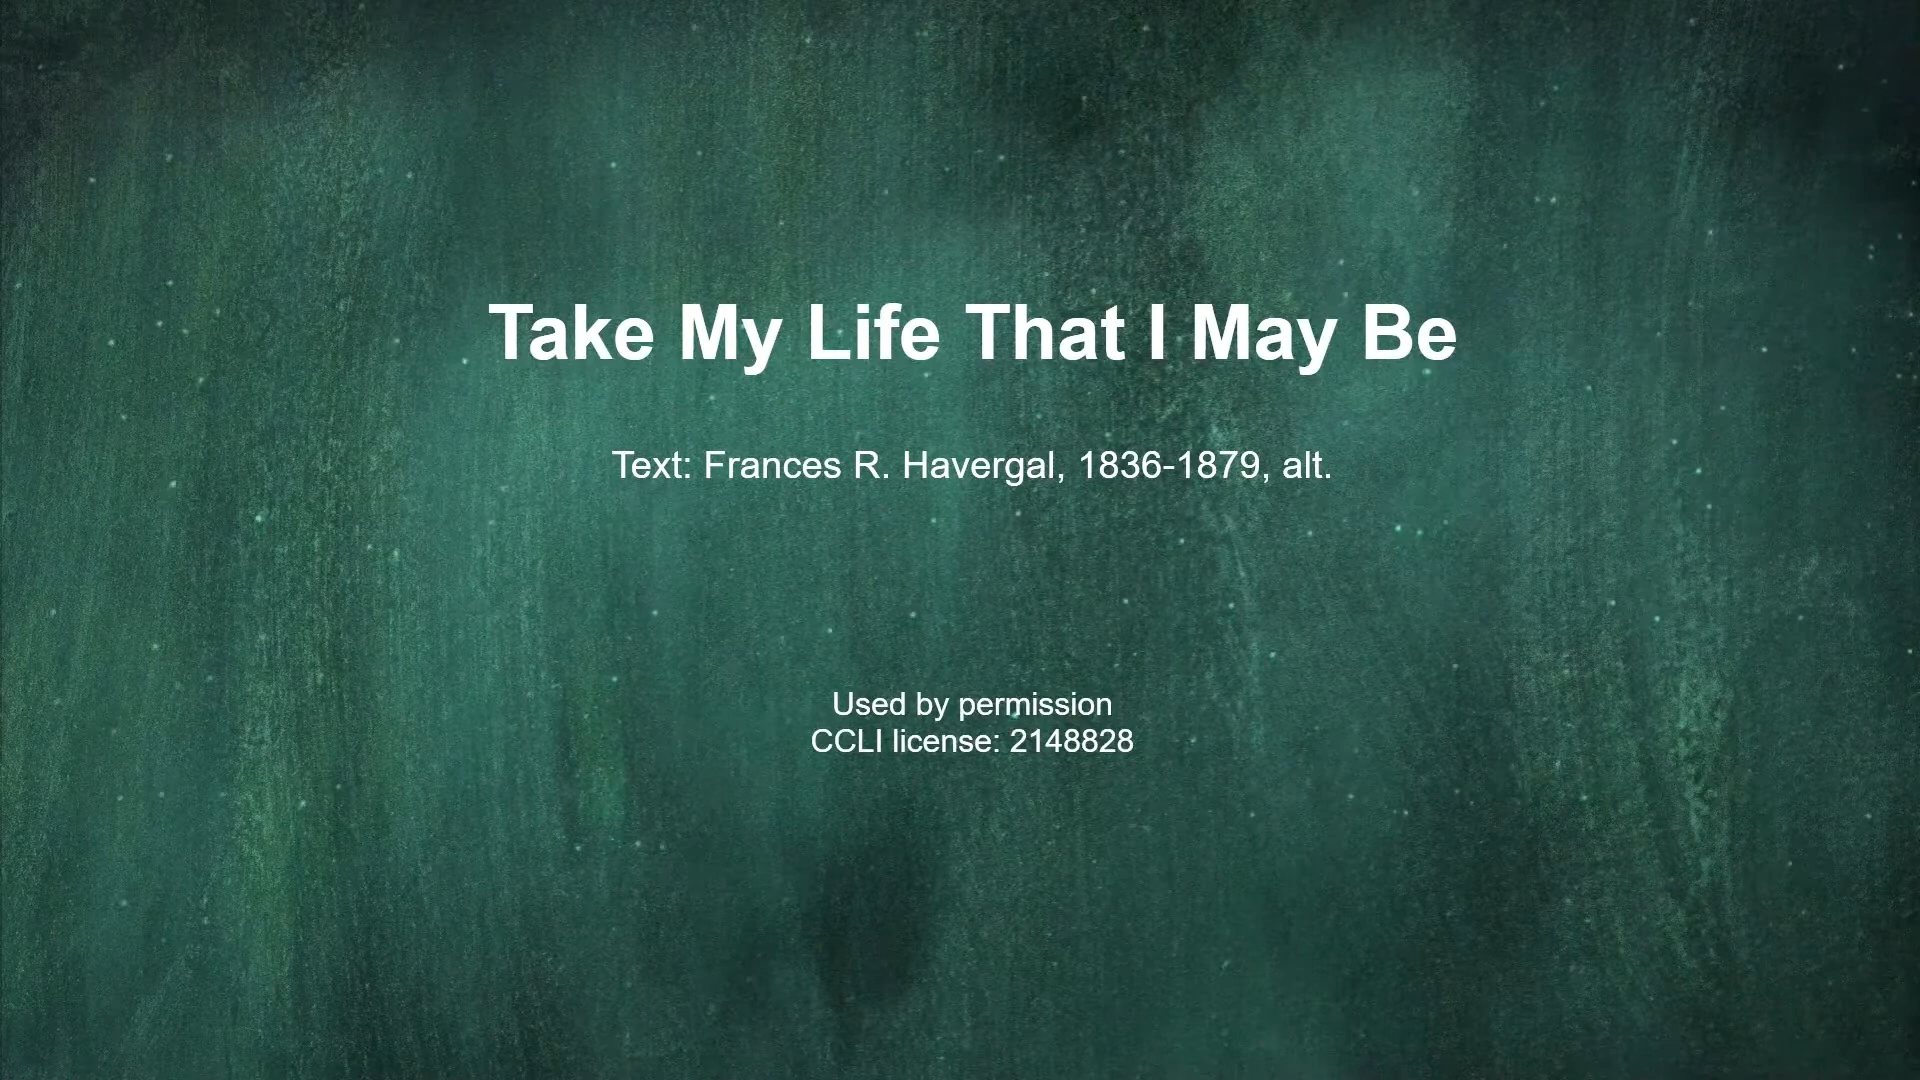 Take My Life That I May Be
Text: Frances R. Havergal, 1836-1879, alt.
Used by permission
CCLI license: 2148828